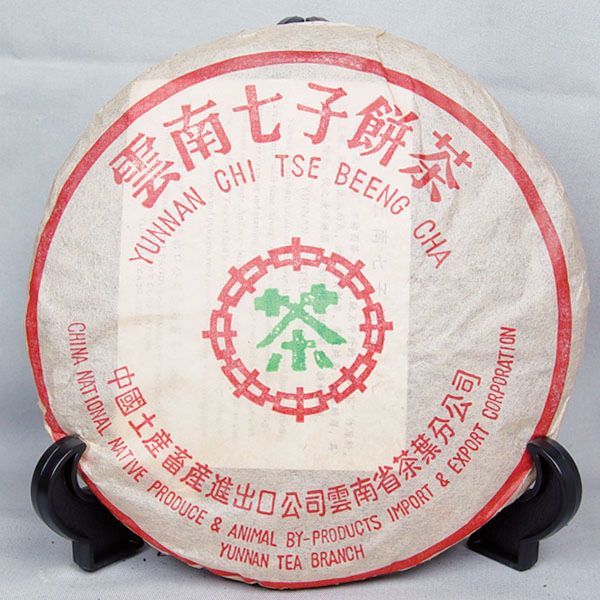 雲南七子餅茶
YUNNAN CHI TSE BEENG CHA
茶
中國土産畜産進出口公司雲南省茶葉分公司
CHINA NATIONAL NATIVE PRODUCE & ANIMAL BY-PRODUCTS IMPORT & EXPORT CORPORATION
YUNNAN TEA BRANCH